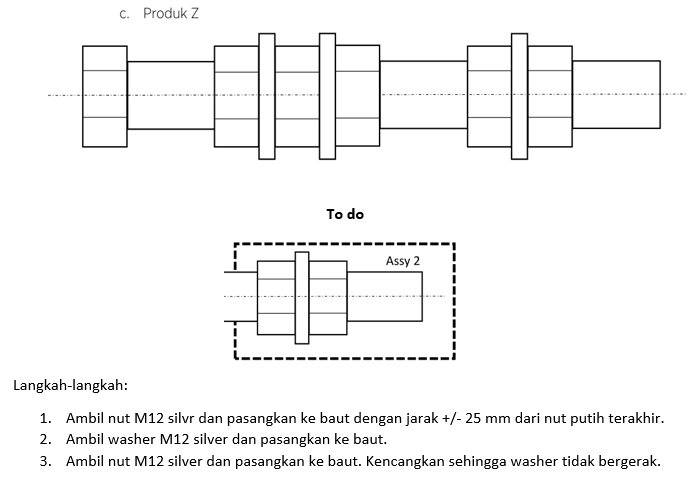 c. Produk Z
To do
Assy 2
Langkah-langkah:
1. Ambil nut M12 silvr dan pasangkan ke baut dengan jarak +/- 25 mm dari nut putih terakhir.
2. Ambil washer M12 silver dan pasangkan ke baut.
3. Ambil nut M12 silver dan pasangkan ke baut. Kencangkan sehingga washer tidak bergerak.